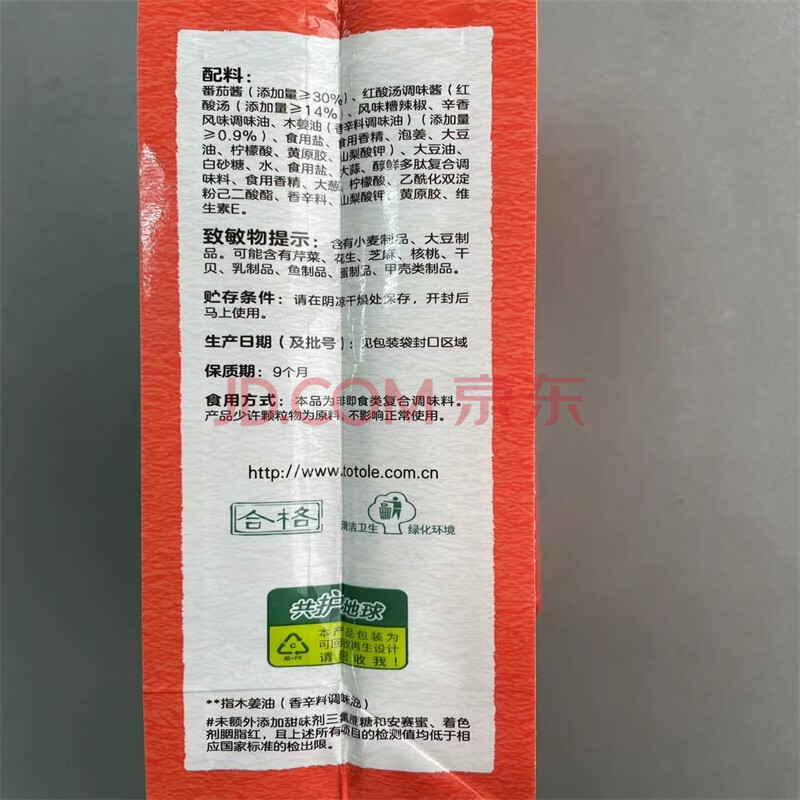 配料：
番茄酱（添加量≥30%）、红酸汤调味酱（红
酸汤（添加量≥14%）、风味糟辣椒、辛香
风味调味油、木姜油（香辛料调味油）（添加量
≥0.9%）、食用盐、食用香精、泡姜、大豆
油、柠檬酸、黄原胶、山梨酸钾）、大豆油、
白砂糖、水、食用盐、大蒜、醇鲜多肽复合调
味料、食用香精、大葱、柠檬酸、乙酰化双淀
粉己二酸酯、香辛料、山梨酸钾、黄原胶、维
生素E。
致敏物提示：含有小麦制品、大豆制
品。可能含有芹菜、花生、芝麻、核桃、干
贝、乳制品、鱼制品、蛋制品、甲壳类制品。
贮存条件：请在阴凉干燥处保存，开封后
马上使用。
生产日期（及批号）：见包装袋封口区域
保质期：9个月
JD.COM 京东
食用方式：本品为非即食类复合调味料。
产品少许颗粒物为原料，不影响正常使用。
http://www.totole.com.cn
合格
清洁卫生 绿化环境
共护地球
本产品包装为
可回收再生设计
请回收我！
**指木姜油（香辛料调味油）
#未额外添加甜味剂三氯蔗糖和安赛蜜、着色
剂胭脂红，且上述所有项目的检测值均低于相
应国家标准的检出限。